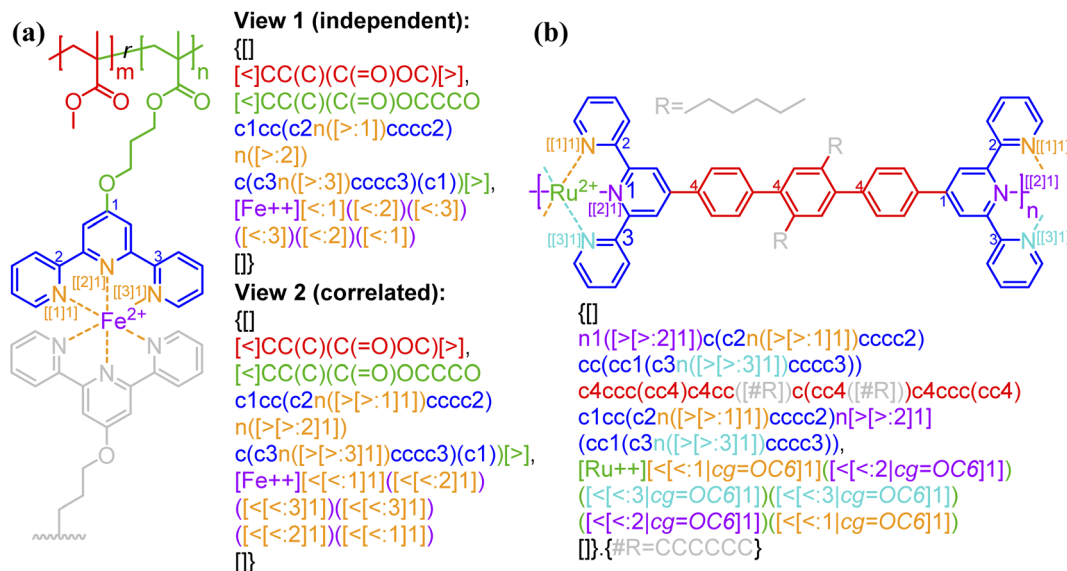 (a)
r
m
n
O
O
O
O
O
1
2
3
[[2]1]
N
N
N
[[1]1]
[[3]1]
Fe2+
N
N
N
O
View 1 (independent):
{[]
[<]CC(C)(C(=O)OC)[>],
[<]CC(C)(C(=O)OCCCO
c1cc(c2n([>:1])cccc2)
n([>:2])
c(c3n([>:3])cccc3)(c1))[>],
[Fe++][<:1]([<:2])([<:3])
([<:3])([<:2])([<:1])
[]}
View 2 (correlated):
{[]
[<]CC(C)(C(=O)OC)[>],
[<]CC(C)(C(=O)OCCCO
c1cc(c2n([>[>:1]1])cccc2)
n([>[>:2]1])
c(c3n([>[>:3]1])cccc3)(c1))[>],
[Fe++][<[<:1]1]([<[<:2]1])
([<[<:3]1])([<[<:3]1])
([<[<:2]1])([<[<:1]1])
[]}
(b)
R=
[[1]1]
N
2
R
2
N
[[1]1]
Ru2+
N
1
[[2]1]
4
4
4
1
N
[[2]1]
n
[[3]1]
N
3
R
3
N
[[3]1]
{[]
n1([>[>:2]1])c(c2n([>[>:1]1])cccc2)
cc(cc1(c3n([>[>:3]1])cccc3))
c4ccc(cc4)c4cc([#R])c(cc4([#R]))c4ccc(cc4)
c1cc(c2n([>[>:1]1])cccc2)n[>[>:2]1]
(cc1(c3n([>[>:3]1])cccc3)),
[Ru++][<[<:1|cg=OC6]1]([<[<:2|cg=OC6]1])
([<[<:3|cg=OC6]1])([<[<:3|cg=OC6]1])
([<[<:2|cg=OC6]1])([<[<:1|cg=OC6]1])
[]}.{#R=CCCCCC}